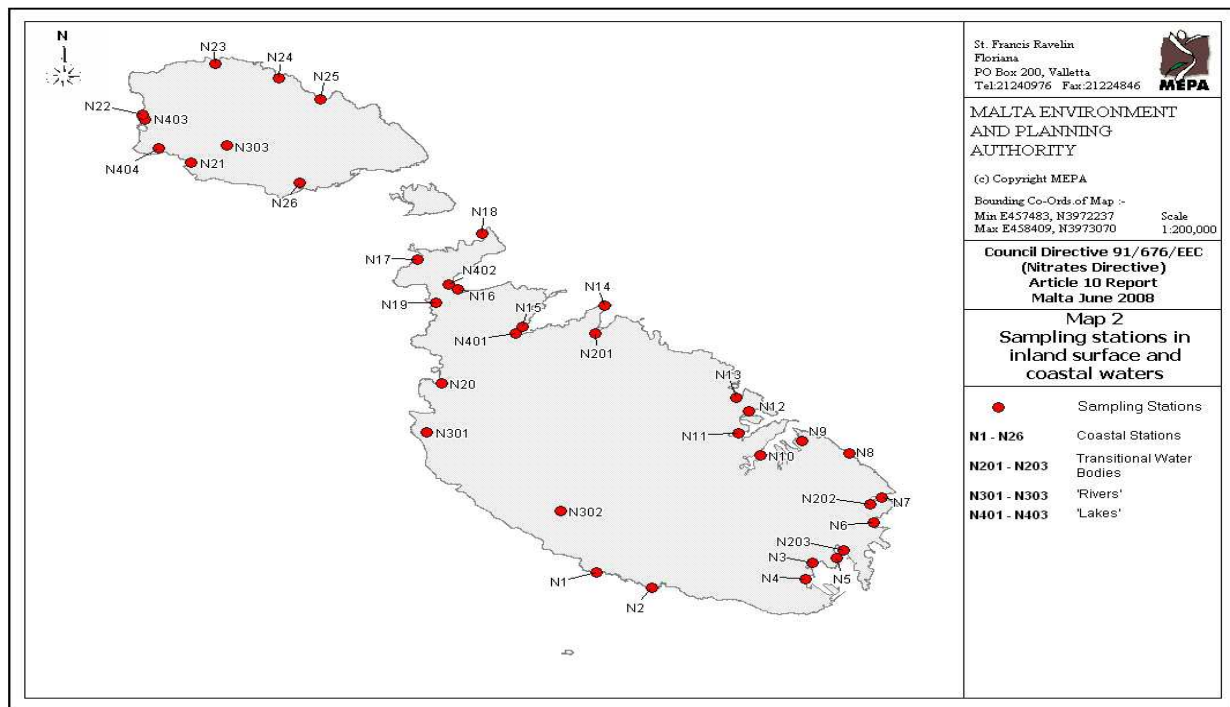 N
N23
N24
N25
N22
N403
N303
N404
N21
N26
N18
N17
N402
N16
N19
N14
N15
N401
N201
N20
N13
N12
N301
N11
N9
N10
N8
N202
N7
N302
N6
N203
N3
N1
N4
N5
N2
St. Francis Ravelin
Floriana
PO Box 200, Valletta
Tel:21240976 Fax:21224846
MEPA
MALTA ENVIRONMENT
AND PLANNING
AUTHORITY
(c) Copyright MEPA
Bounding Co-Ords.of Map :-
Min E457483, N3972237
Max E458409, N3973070
Scale
1:200,000
Council Directive 91/676/EEC
(Nitrates Directive)
Article 10 Report
Malta June 2008
Map 2
Sampling stations in
inland surface and
coastal waters
Sampling Stations
N1 - N26 Coastal Stations
N201 - N203 Transitional Water
Bodies
N301 - N303 'Rivers'
N401 - N403 'Lakes'